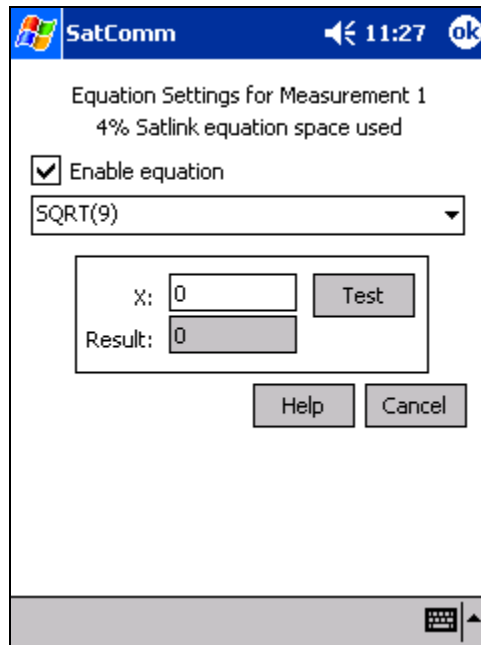 SatComm 11:27 ok
Equation Settings for Measurement 1
4% Satlink equation space used
Enable equation
SQRT(9)
X: 0 Test
Result: 0
Help Cancel